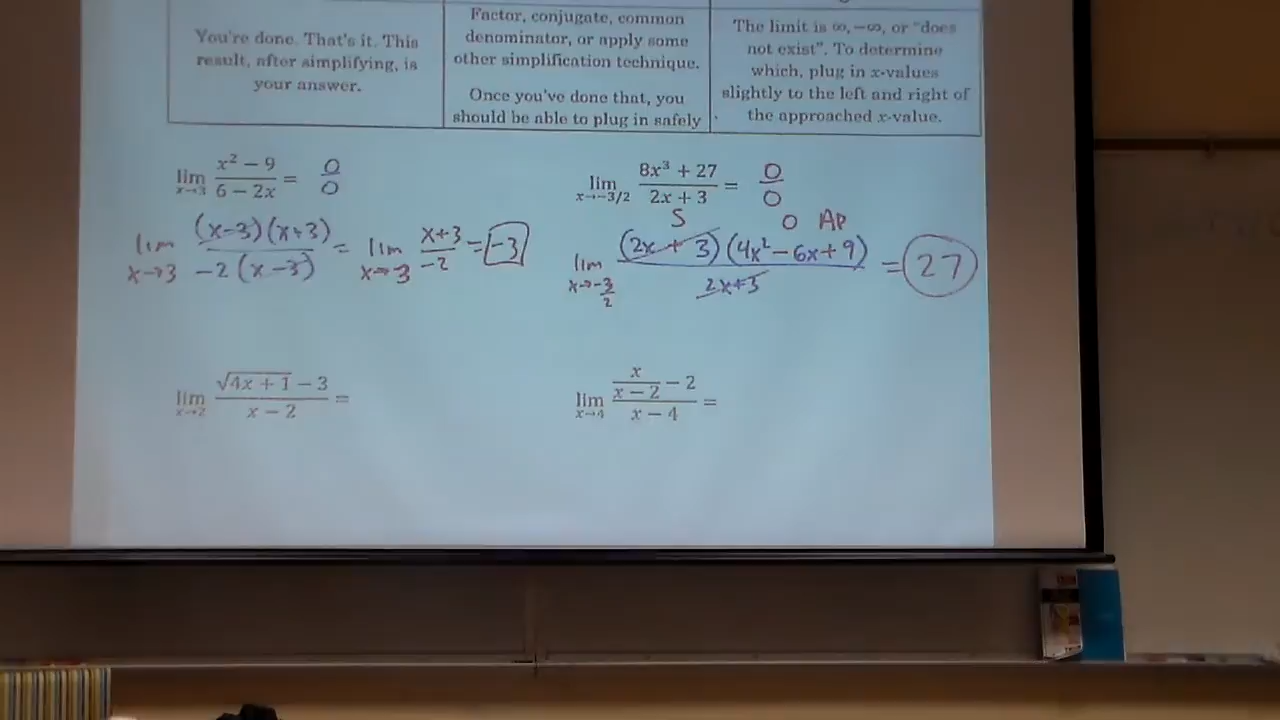 You're done. That's it. This
result, after simplifying, is
your answer.
Factor, conjugate, common
denominator, or apply some
other simplification technique.
Once you've done that, you
should be able to plug in safely
The limit is ∞, −∞, or "does
not exist". To determine
which, plug in x-values
slightly to the left and right of
the approached x-value.
lim x→3 (x² − 9)/(6 − 2x) = 0/0
lim x→3 (x−3)(x+3)/−2(x−3) = lim x→3 x+3/−2 = −3
lim x→−3/2 (8x³ + 27)/(2x + 3) = 0/0
S O AP
lim x→−3/2 (2x + 3)(4x² − 6x + 9)/2x+3 = 27
lim x→2 (√(4x + 1) − 3)/(x − 2) =
lim x→4 (x/(x − 2) − 2)/(x − 4) =